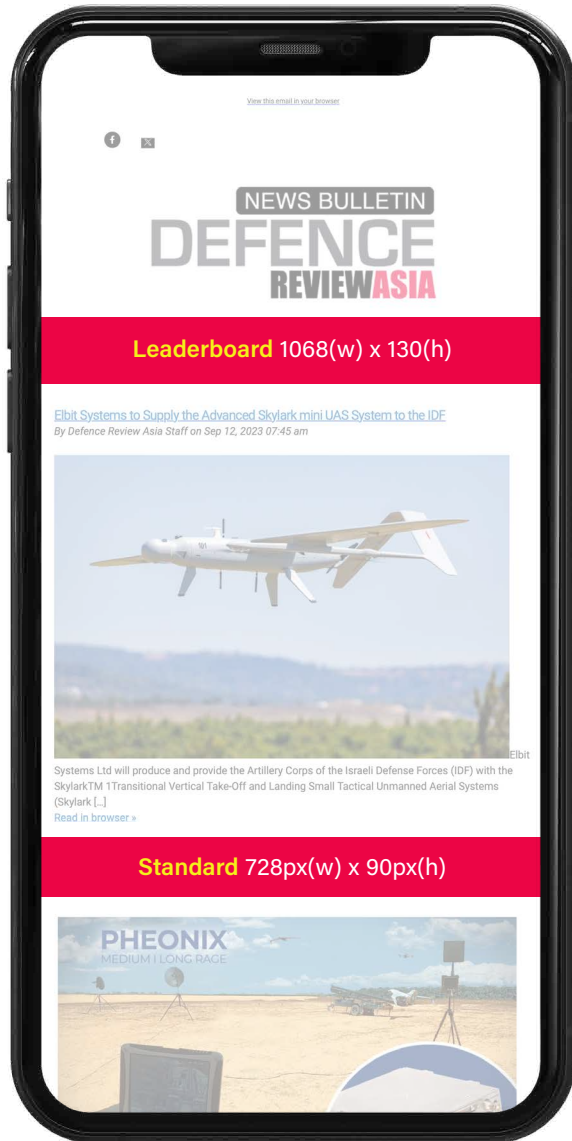 View this email in your browser
NEWS BULLETIN
DEFENCE
REVIEWASIA
Leaderboard 1068(w) x 130(h)
Elbit Systems to Supply the Advanced Skylark mini UAS System to the IDF
By Defence Review Asia Staff on Sep 12, 2023 07:45 am
101
Elbit
Systems Ltd will produce and provide the Artillery Corps of the Israeli Defense Forces (IDF) with the
SkylarkTM 1Transitional Vertical Take-Off and Landing Small Tactical Unmanned Aerial Systems
(Skylark […]
Read in browser »
Standard 728px(w) x 90px(h)
PHEONIX
MEDIUM I LONG RAGE